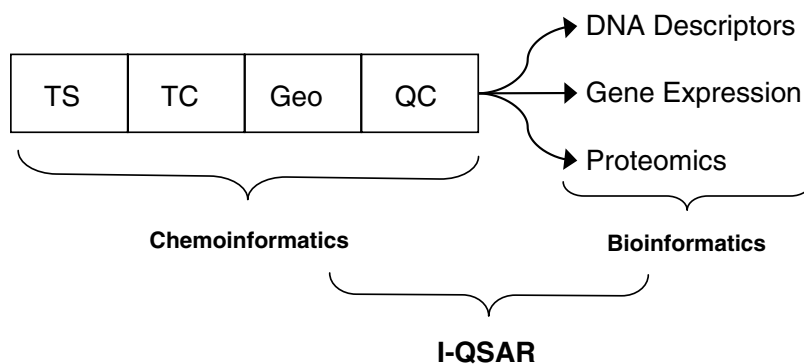 DNA Descriptors
TS TC Geo QC
Gene Expression
Proteomics
Chemoinformatics
Bioinformatics
I-QSAR